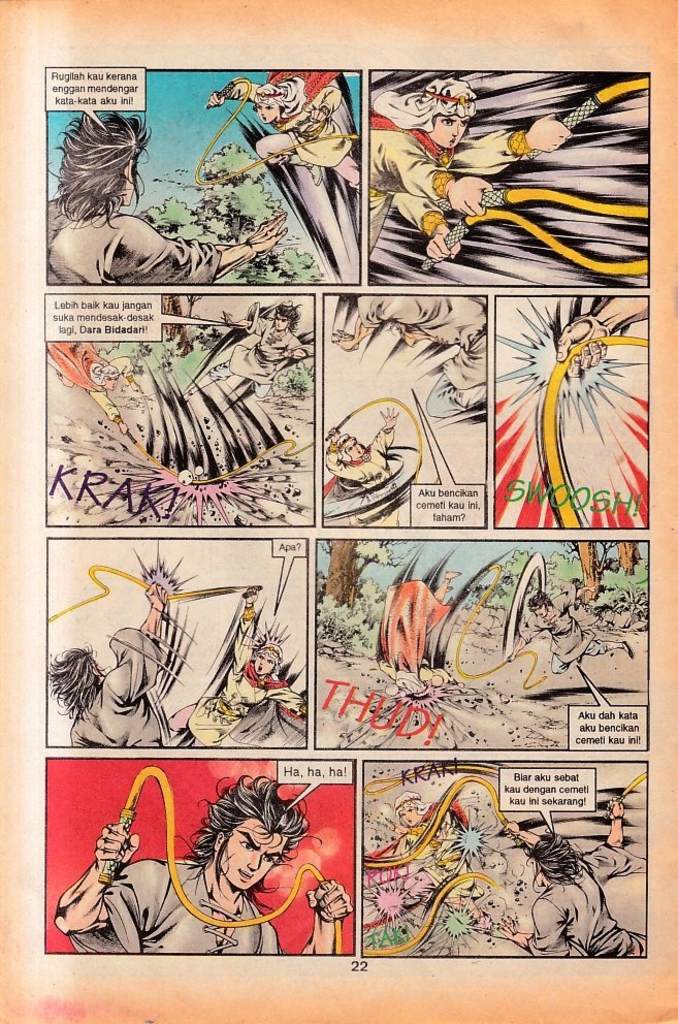 Rugilah kau kerana
enggan mendengar
kata-kata aku ini!
Lebih baik kau jangan
suka mendesak-desak
lagi, Dara Bidadari!
KRAK!
Aku bencikan
cemeti kau ini,
faham?
SWOOSH!
Apa?
THUD!
Aku dah kata
aku bencikan
cemeti kau ini!
Ha, ha, ha!
KRAK!
Biar aku sebat
kau dengan cemeti
kau ini sekarang!
TAK!
22